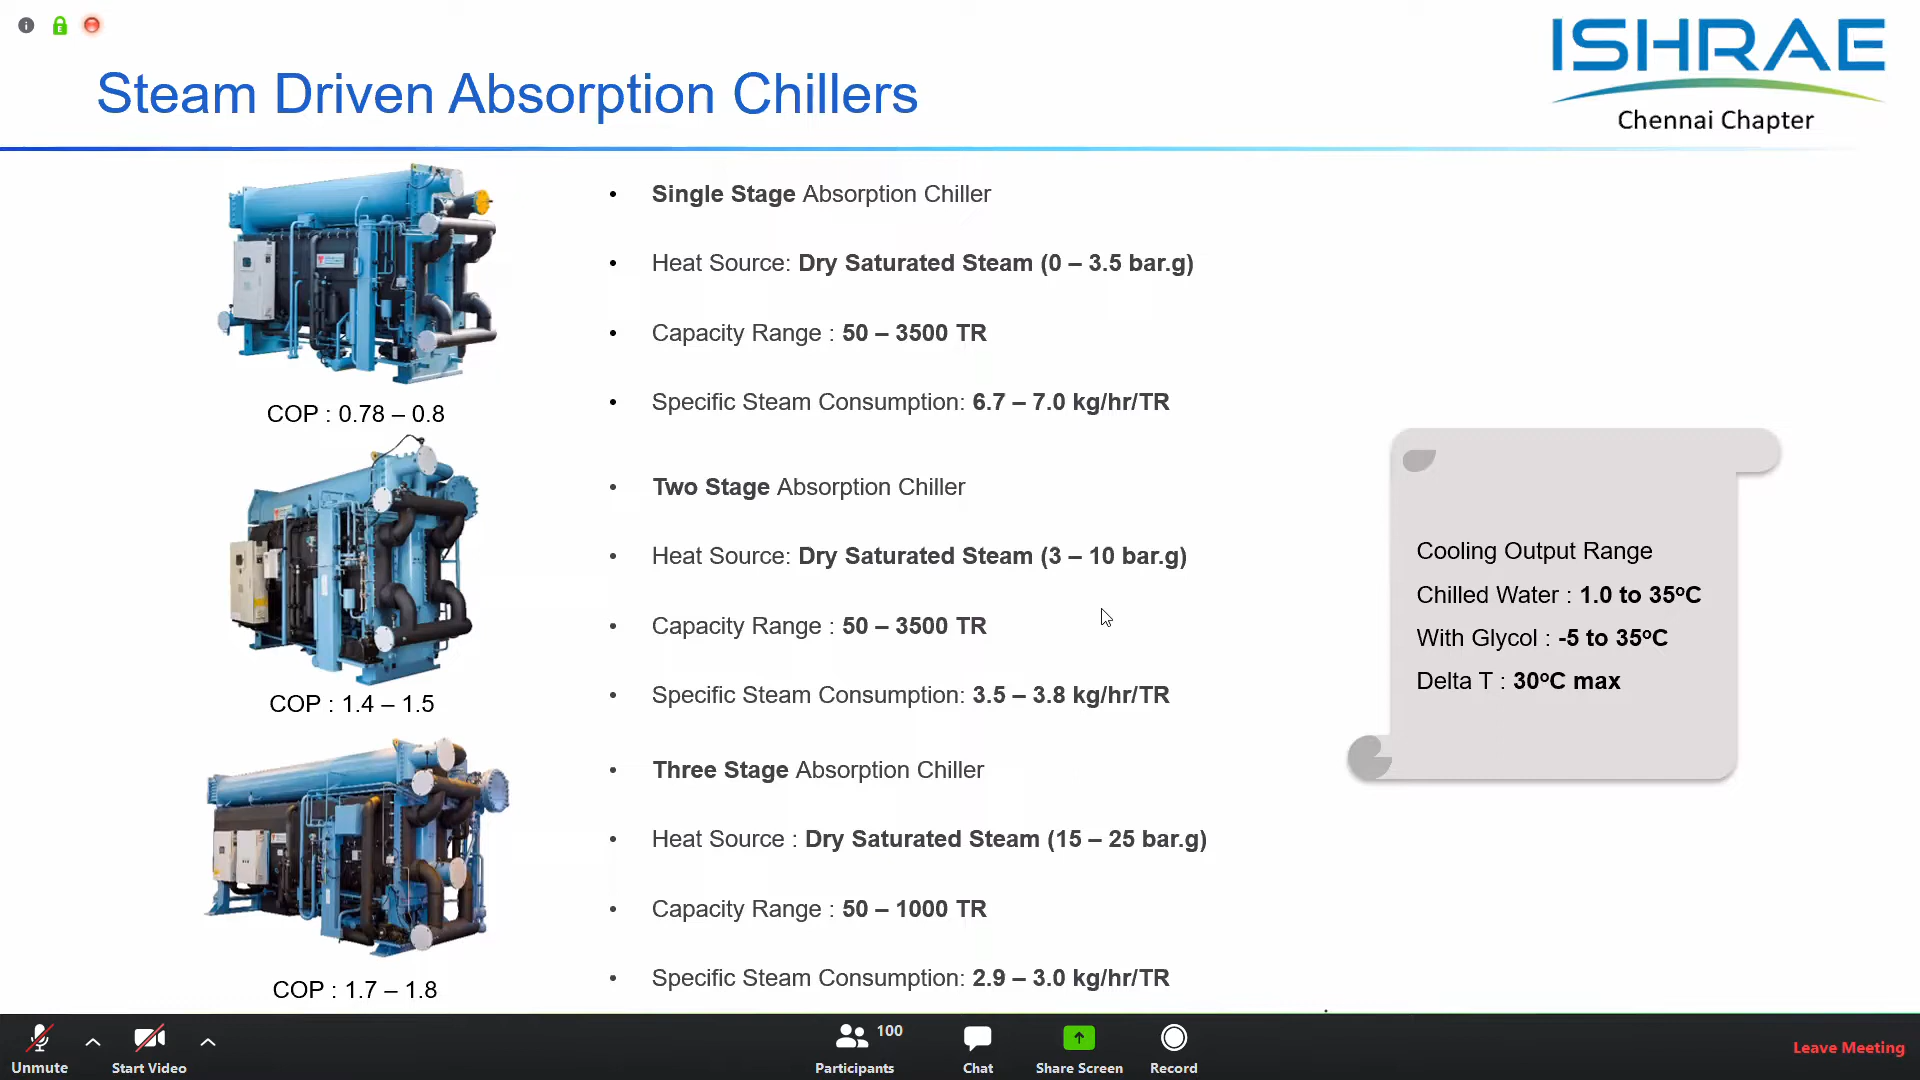 ISHRAE
Chennai Chapter
Steam Driven Absorption Chillers
• Single Stage Absorption Chiller
• Heat Source: Dry Saturated Steam (0 – 3.5 bar.g)
• Capacity Range : 50 – 3500 TR
• Specific Steam Consumption: 6.7 – 7.0 kg/hr/TR
COP : 0.78 – 0.8
• Two Stage Absorption Chiller
• Heat Source: Dry Saturated Steam (3 – 10 bar.g)
• Capacity Range : 50 – 3500 TR
• Specific Steam Consumption: 3.5 – 3.8 kg/hr/TR
COP : 1.4 – 1.5
• Three Stage Absorption Chiller
• Heat Source : Dry Saturated Steam (15 – 25 bar.g)
• Capacity Range : 50 – 1000 TR
• Specific Steam Consumption: 2.9 – 3.0 kg/hr/TR
COP : 1.7 – 1.8
Cooling Output Range
Chilled Water : 1.0 to 35ºC
With Glycol : -5 to 35ºC
Delta T : 30ºC max
Unmute
Start Video
Participants 100
Chat
Share Screen
Record
Leave Meeting